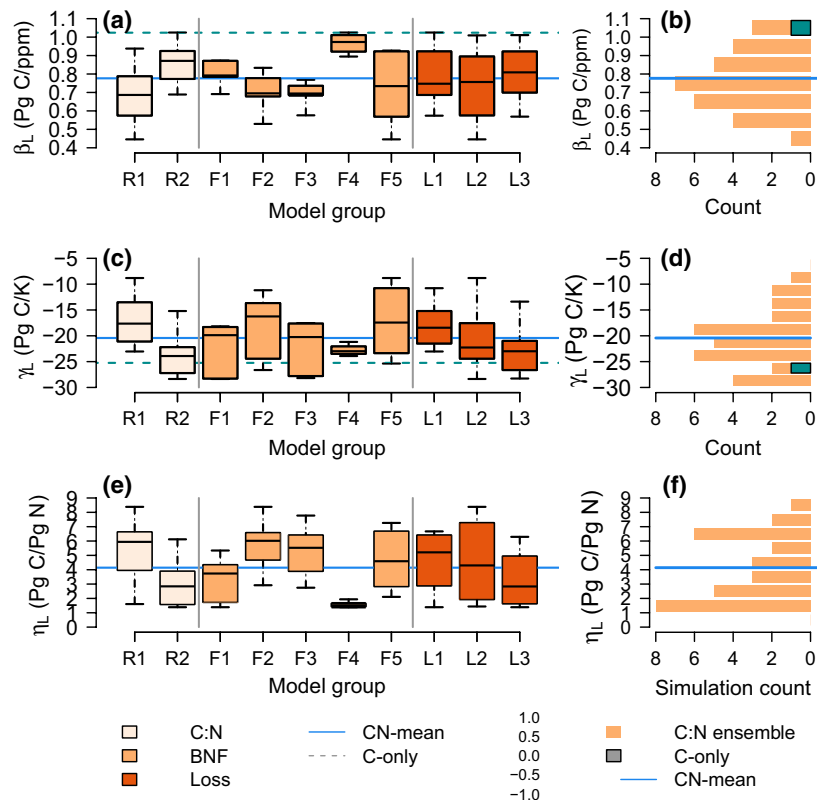 (a)
1.1
1.0
0.9
0.8
0.7
0.6
0.5
0.4
βL (Pg C/ppm)
R1 R2 F1 F2 F3 F4 F5 L1 L2 L3
Model group
(b)
1.1
1.0
0.9
0.8
0.7
0.6
0.5
0.4
βL (Pg C/ppm)
8 6 4 2 0
Count
(c)
−5
−10
−15
−20
−25
−30
γL (Pg C/K)
R1 R2 F1 F2 F3 F4 F5 L1 L2 L3
Model group
(d)
−5
−10
−15
−20
−25
−30
γL (Pg C/K)
8 6 4 2 0
Count
(e)
9
8
7
6
5
4
3
2
1
0
ηL (Pg C/Pg N)
R1 R2 F1 F2 F3 F4 F5 L1 L2 L3
Model group
(f)
9
8
7
6
5
4
3
2
1
0
ηL (Pg C/Pg N)
8 6 4 2 0
Simulation count
C:N
BNF
Loss
CN-mean
C-only
1.0
0.5
0.0
−0.5
−1.0
C:N ensemble
C-only
CN-mean